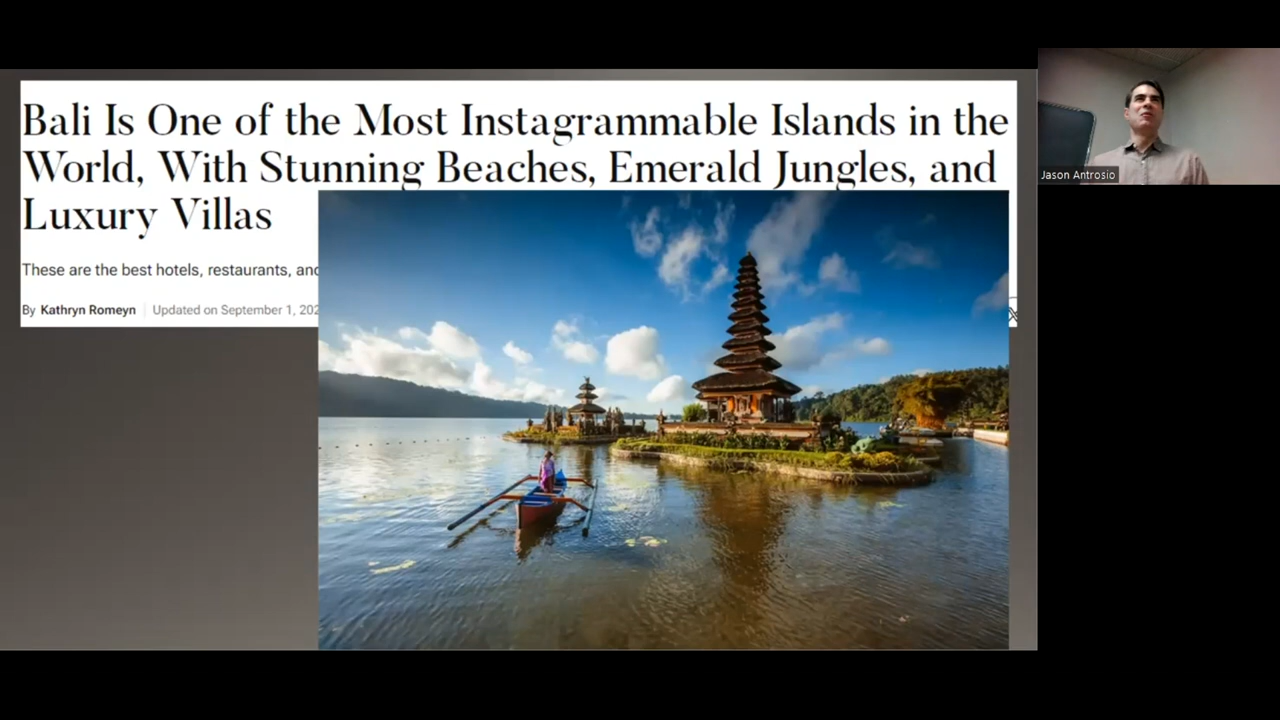 Bali Is One of the Most Instagrammable Islands in the
World, With Stunning Beaches, Emerald Jungles, and
Luxury Villas
These are the best hotels, restaurants, and
By Kathryn Romeyn Updated on September 1, 202
Jason Antrosio